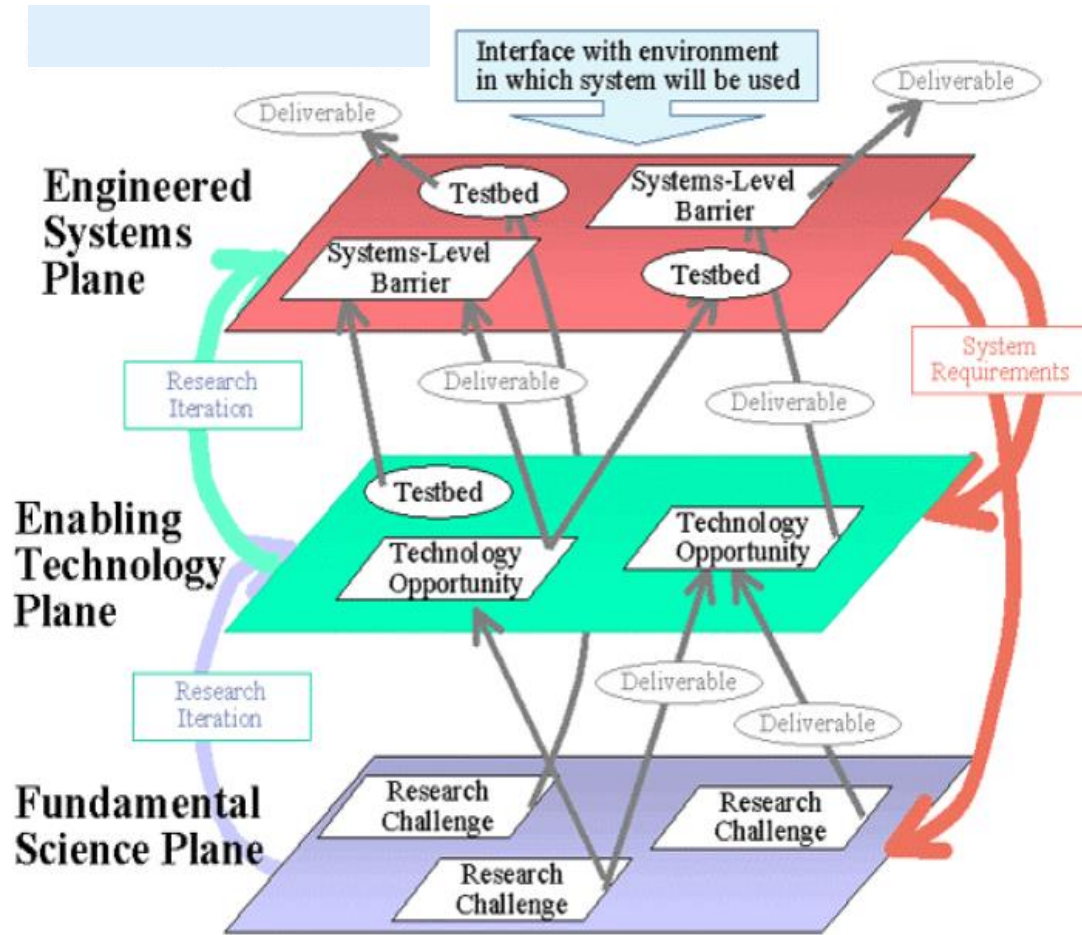 Interface with environment
in which system will be used
Deliverable
Deliverable
Engineered
Systems
Plane
Testbed
Systems-Level
Barrier
Systems-Level
Barrier
Testbed
System
Requirements
Research
Iteration
Deliverable
Deliverable
Enabling
Technology
Plane
Testbed
Technology
Opportunity
Technology
Opportunity
Research
Iteration
Deliverable
Deliverable
Fundamental
Science Plane
Research
Challenge
Research
Challenge
Research
Challenge